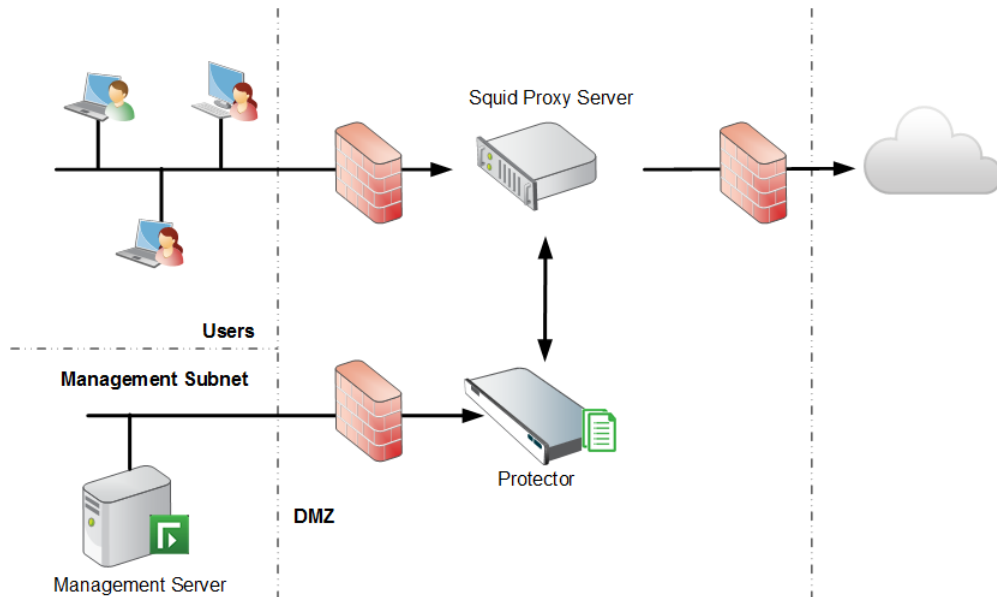 Squid Proxy Server
Users
Management Subnet
Protector
DMZ
Management Server